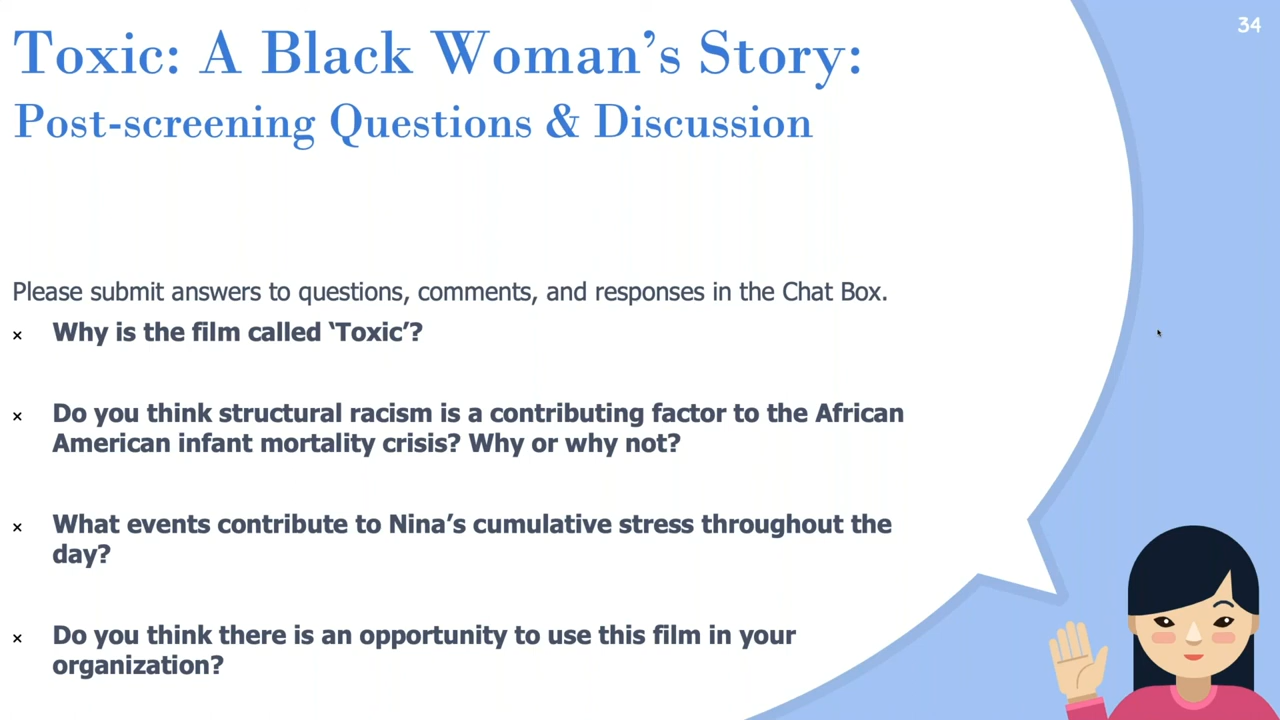 34
Toxic: A Black Woman’s Story:
Post-screening Questions & Discussion
Please submit answers to questions, comments, and responses in the Chat Box.
× Why is the film called ‘Toxic’?
× Do you think structural racism is a contributing factor to the African
American infant mortality crisis? Why or why not?
× What events contribute to Nina’s cumulative stress throughout the
day?
× Do you think there is an opportunity to use this film in your
organization?